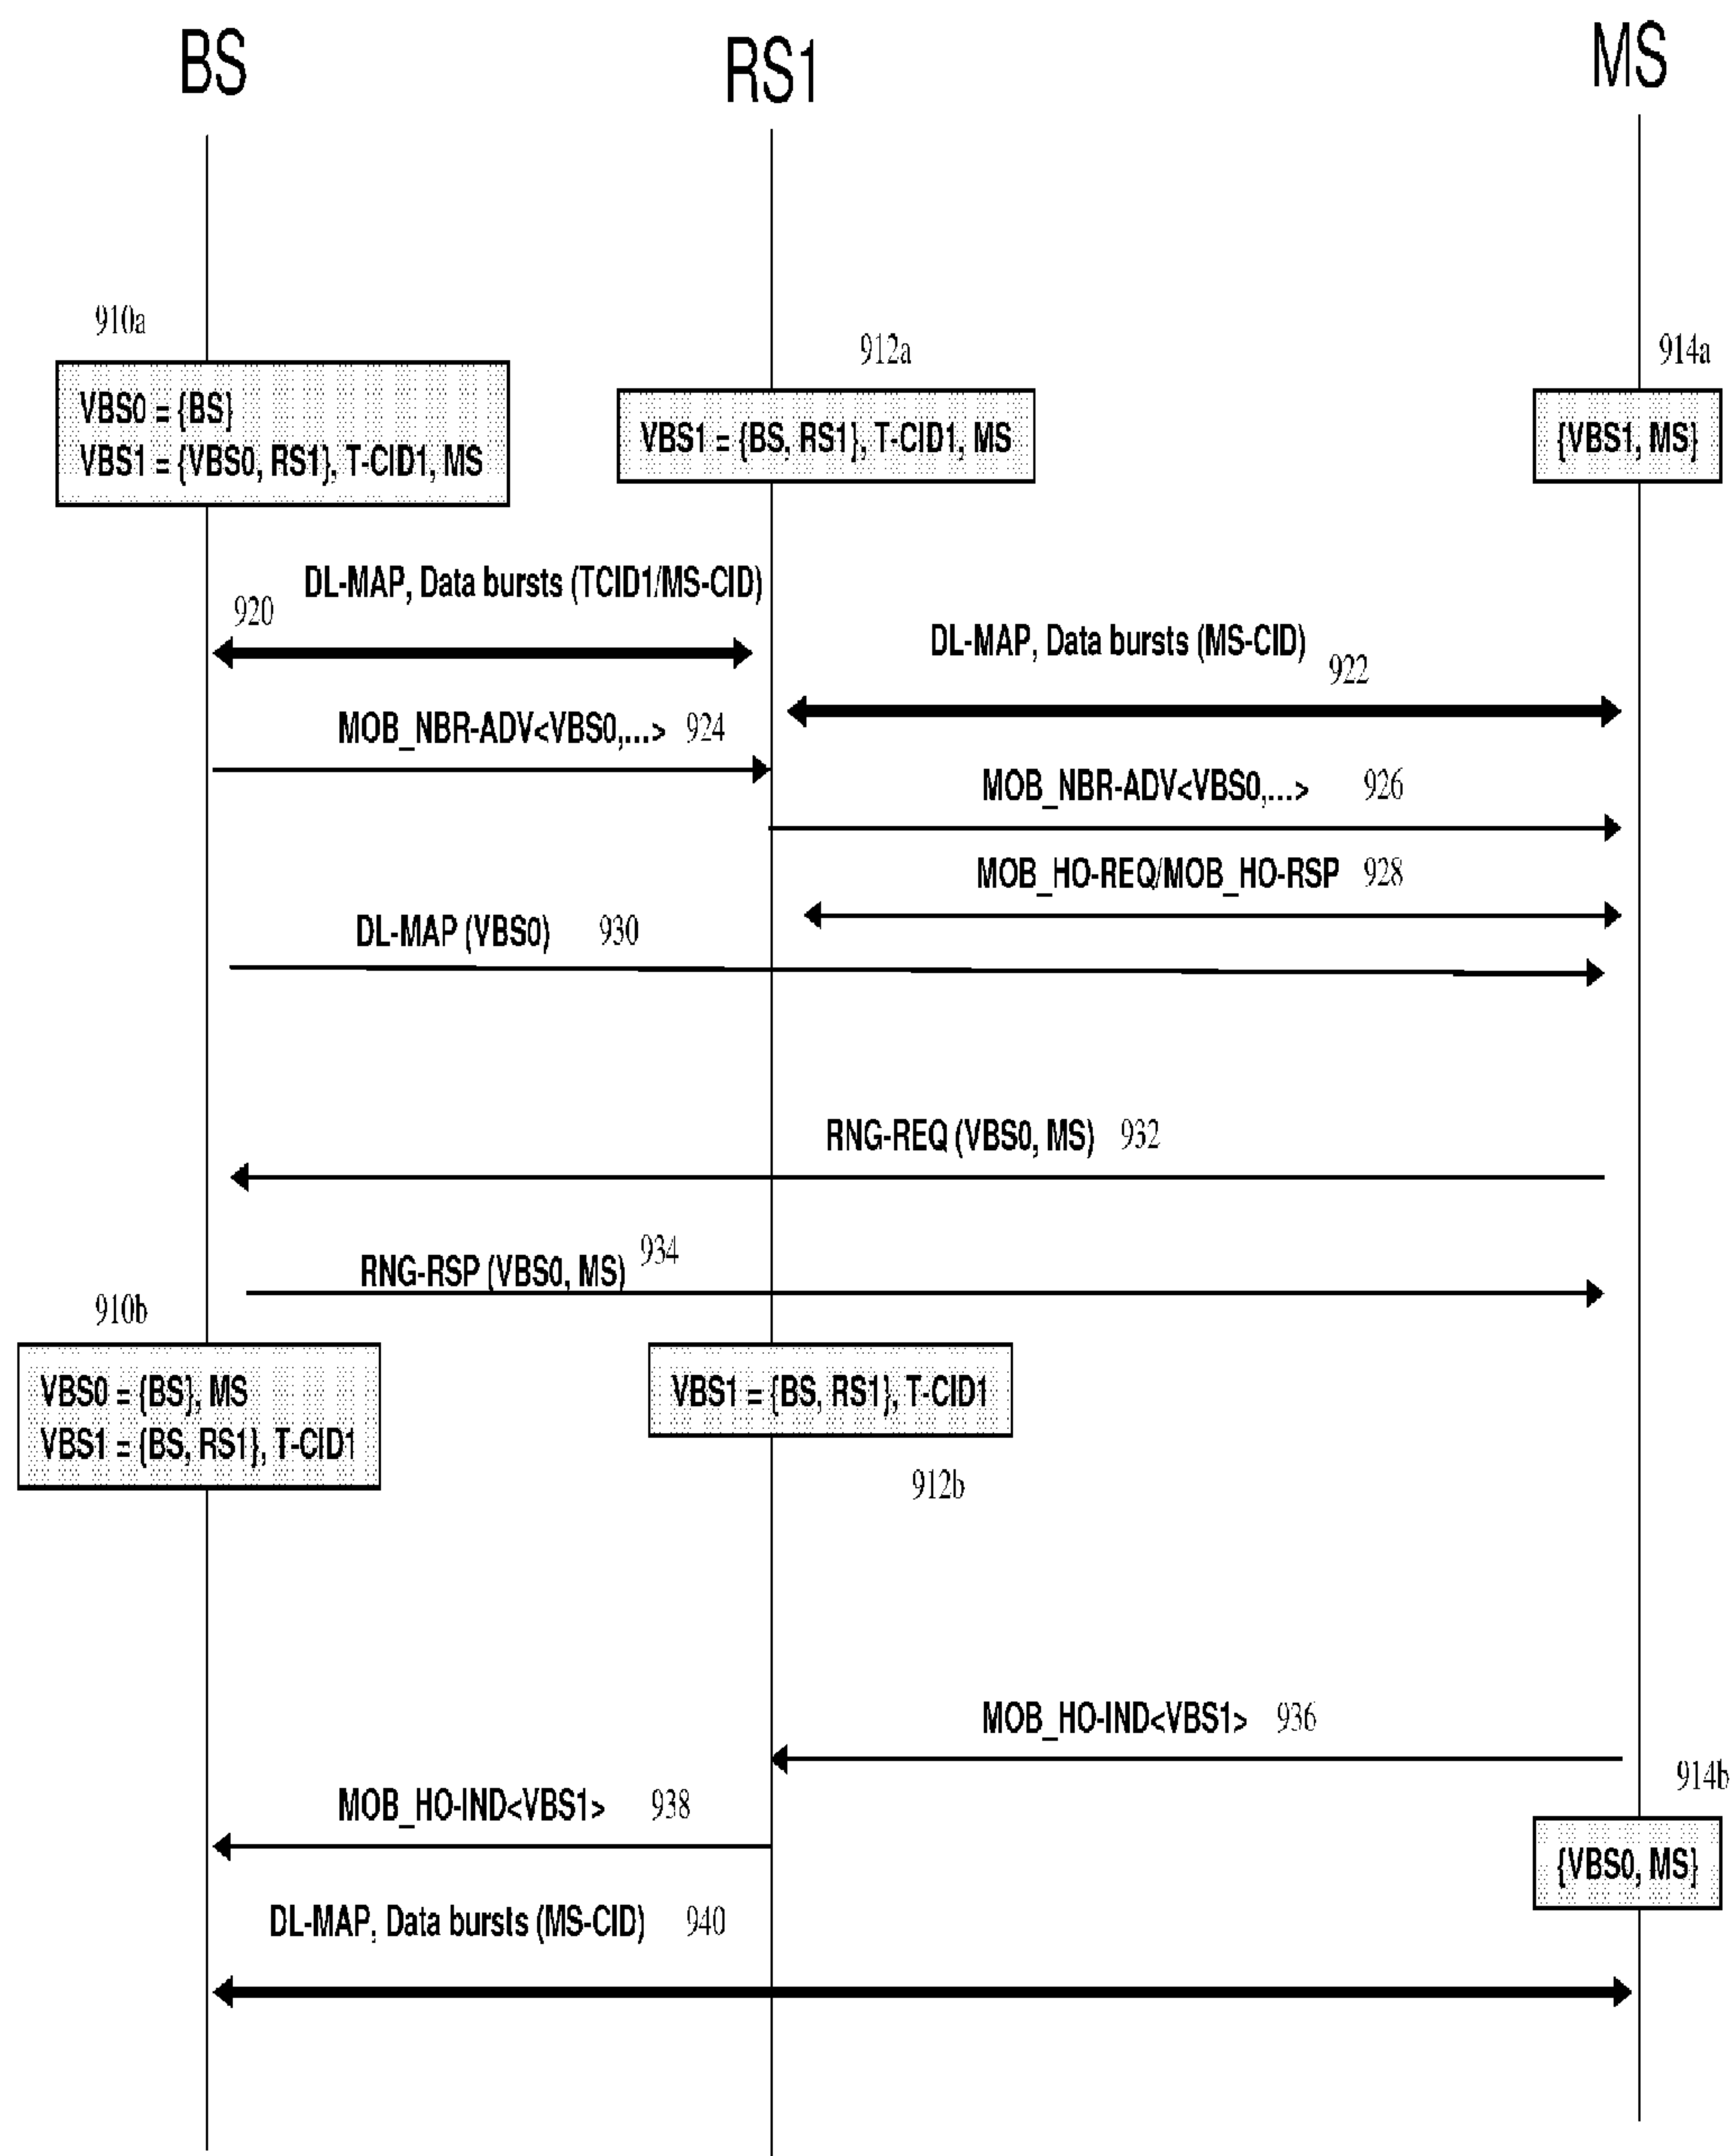 BS
RS1
MS
910a
912a
914a
VBS0 = {BS}
VBS1 = {VBS0, RS1}, T-CID1, MS
VBS1 = {BS, RS1}, T-CID1, MS
{VBS1, MS}
DL-MAP, Data bursts (TCID1/MS-CID)
920
DL-MAP, Data bursts (MS-CID)
922
MOB_NBR-ADV<VBS0,...> 924
MOB_NBR-ADV<VBS0,...> 926
MOB_HO-REQ/MOB_HO-RSP 928
DL-MAP (VBS0) 930
RNG-REQ (VBS0, MS) 932
RNG-RSP (VBS0, MS) 934
910b
VBS0 = {BS}, MS
VBS1 = {BS, RS1}, T-CID1
VBS1 = {BS, RS1}, T-CID1
912b
MOB_HO-IND<VBS1> 936
914b
MOB_HO-IND<VBS1> 938
{VBS0, MS}
DL-MAP, Data bursts (MS-CID) 940